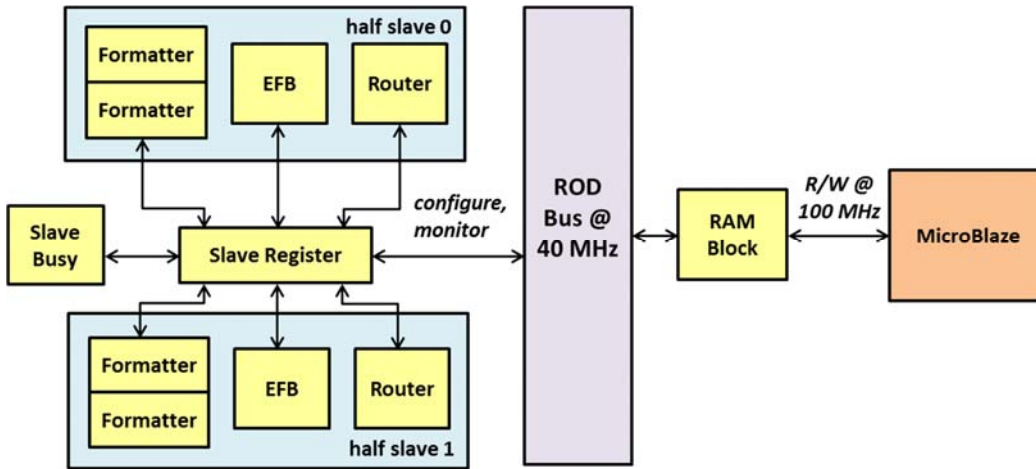 half slave 0
Formatter
Formatter
EFB
Router
Slave
Busy
Slave Register
configure,
monitor
ROD
Bus @
40 MHz
RAM
Block
R/W @
100 MHz
MicroBlaze
Formatter
Formatter
EFB
Router
half slave 1